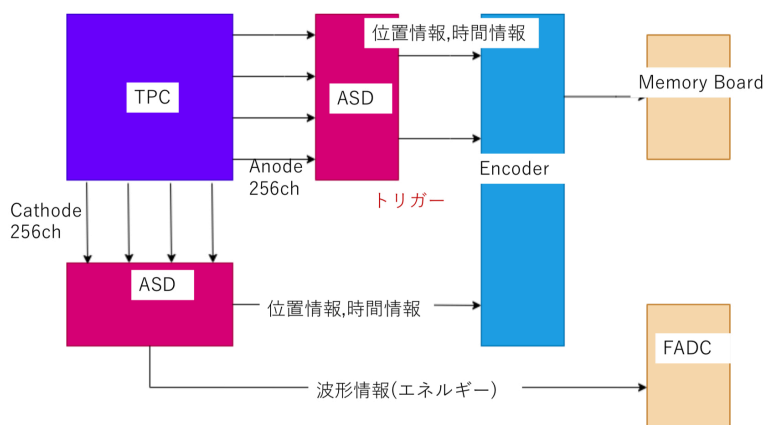 位置情報,時間情報
TPC
ASD
Memory Board
Anode
256ch
Encoder
トリガー
Cathode
256ch
ASD
位置情報,時間情報
FADC
波形情報(エネルギー)